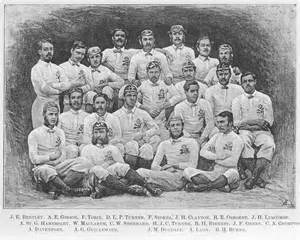 J. E. BENTLEY, A. E. GIBSON, F. TOBIN, D. L. P. TURNER, F. STOKES, J. H. CLAYTON, R. R. OSBORNE, J. H. LUSCOMBE,
A. ST. G. HAMERSLEY, W. MACLAREN, C. W. SHERRARD, H. J. C. TURNER, R. H. BIRKETT, J. F. GREEN, C. A. CROMPTON
A. DAVENPORT, A. G. GUILLEMARD, J. M. DUGDALE, A. LYON, B. H. BURNS.